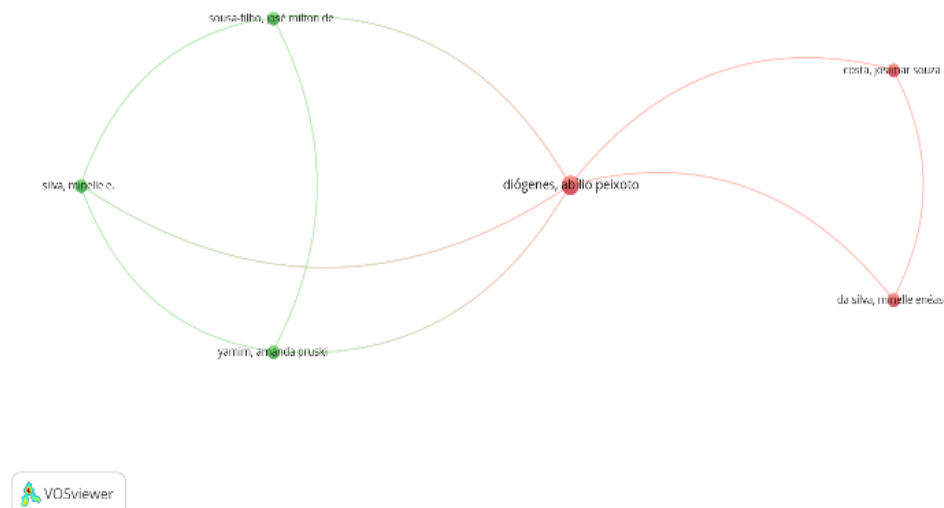 sousa-filho, josé milton de
costa, josimar souza
silva, minelle e.
diógenes, abílio peixoto
da silva, minelle enéas
yamim, amanda pruski
VOSviewer